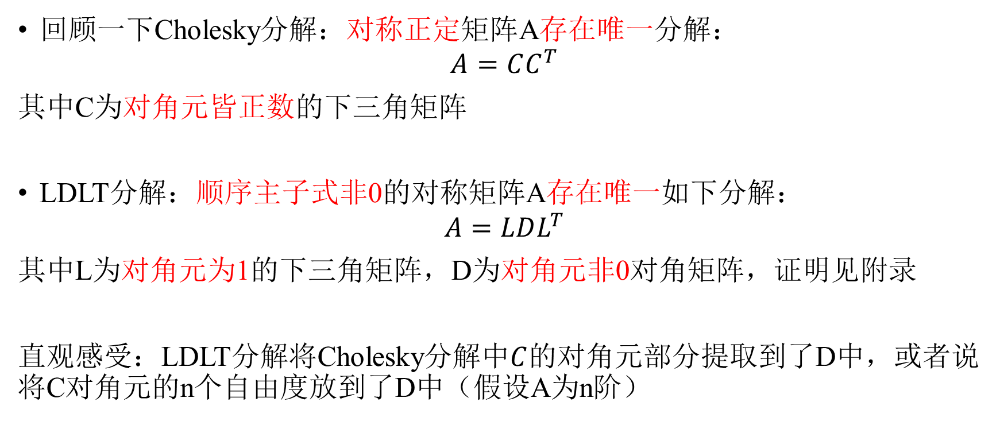 • 回顾一下Cholesky分解：对称正定矩阵A存在唯一分解：
A = CCᵀ
其中C为对角元皆正数的下三角矩阵
• LDLT分解：顺序主子式非0的对称矩阵A存在唯一如下分解：
A = LDLᵀ
其中L为对角元为1的下三角矩阵，D为对角元非0对角矩阵，证明见附录
直观感受：LDLT分解将Cholesky分解中C的对角元部分提取到了D中，或者说
将C对角元的n个自由度放到了D中（假设A为n阶）